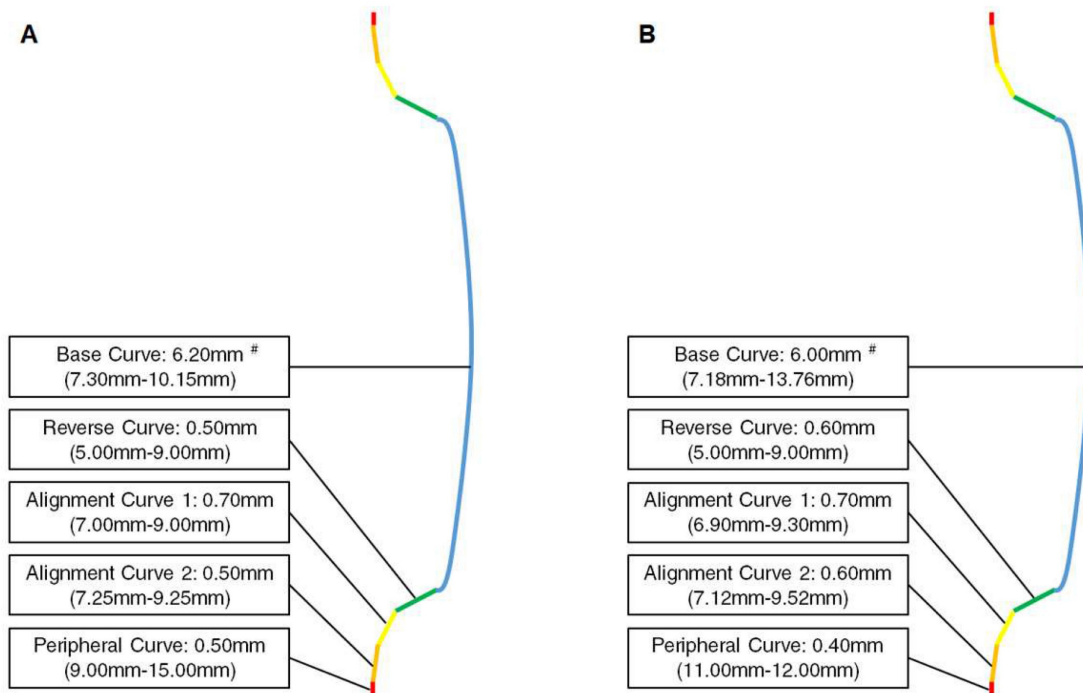 A
Base Curve: 6.20mm #
(7.30mm-10.15mm)
Reverse Curve: 0.50mm
(5.00mm-9.00mm)
Alignment Curve 1: 0.70mm
(7.00mm-9.00mm)
Alignment Curve 2: 0.50mm
(7.25mm-9.25mm)
Peripheral Curve: 0.50mm
(9.00mm-15.00mm)
B
Base Curve: 6.00mm #
(7.18mm-13.76mm)
Reverse Curve: 0.60mm
(5.00mm-9.00mm)
Alignment Curve 1: 0.70mm
(6.90mm-9.30mm)
Alignment Curve 2: 0.60mm
(7.12mm-9.52mm)
Peripheral Curve: 0.40mm
(11.00mm-12.00mm)